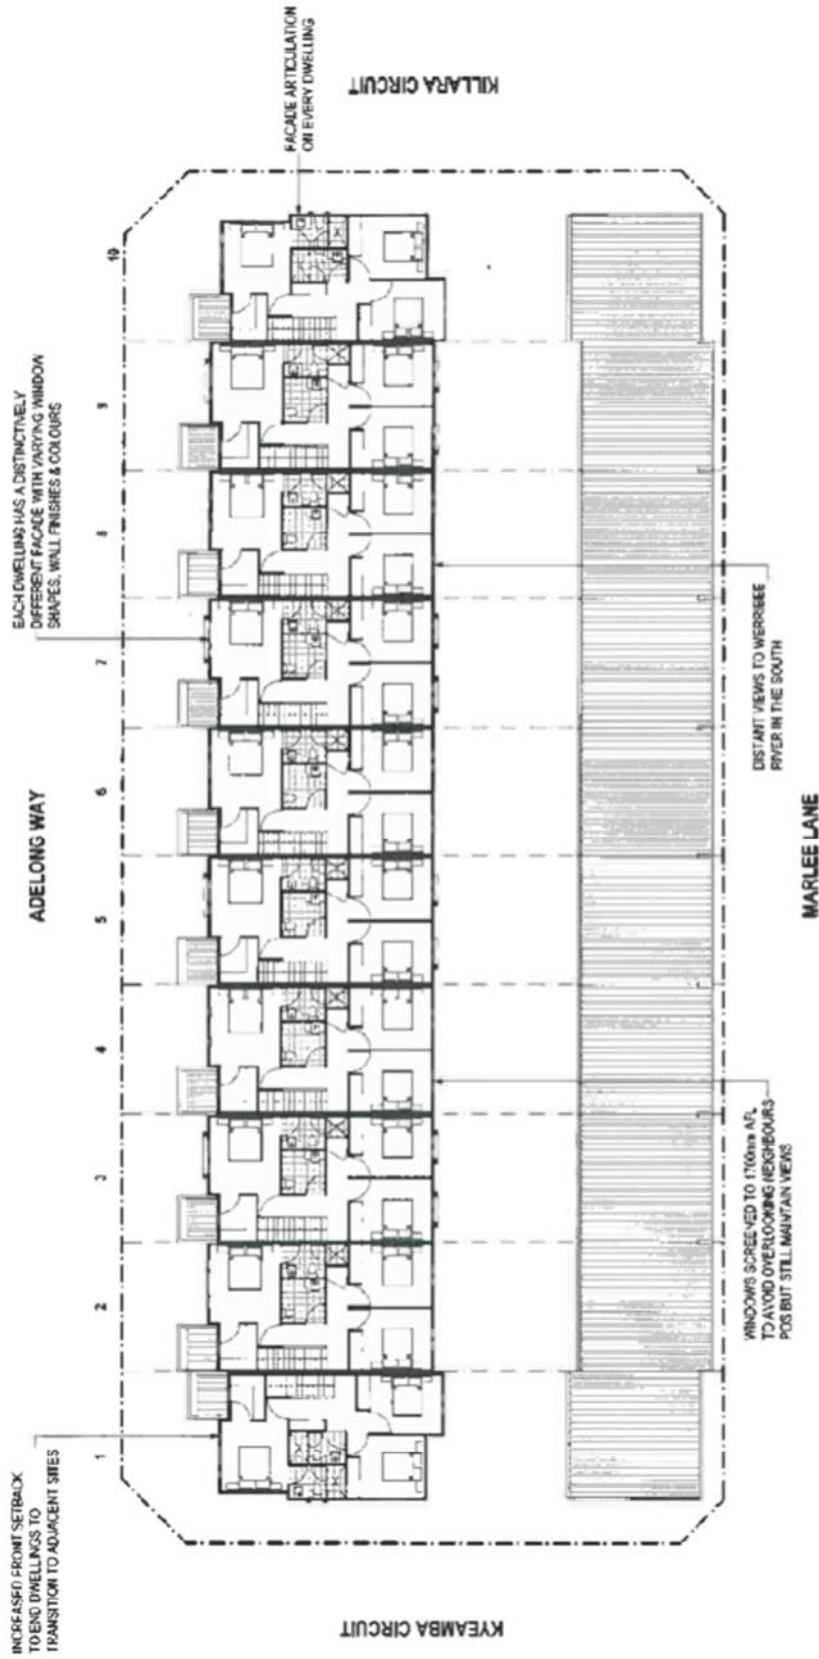 INCREASED FRONT SETBACK
TO END DWELLINGS TO
TRANSITION TO ADJACENT SITES
EACH DWELLING HAS A DISTINCTIVELY
DIFFERENT FACADE WITH VARYING WINDOW
SHAPES, WALL FINISHES & COLOURS
FACADE ARTICULATION
ON EVERY DWELLING
ADELONG WAY
1
2
3
4
5
6
7
8
9
10
KYEAMBA CIRCUIT
KILLARA CIRCUIT
WINDOWS SCREENED TO 1700mm AFL
TO AVOID OVERLOOKING NEIGHBOURS
POS BUT STILL MAINTAIN VIEWS
DISTANT VIEWS TO WERRIBEE
RIVER IN THE SOUTH
MARLEE LANE